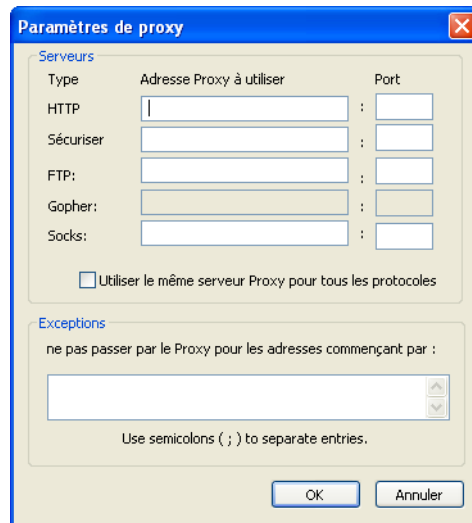 Paramètres de proxy
Serveurs
Type Adresse Proxy à utiliser Port
HTTP :
Sécuriser :
FTP: :
Gopher: :
Socks: :
Utiliser le même serveur Proxy pour tous les protocoles
Exceptions
ne pas passer par le Proxy pour les adresses commençant par :
Use semicolons ( ; ) to separate entries.
OK Annuler